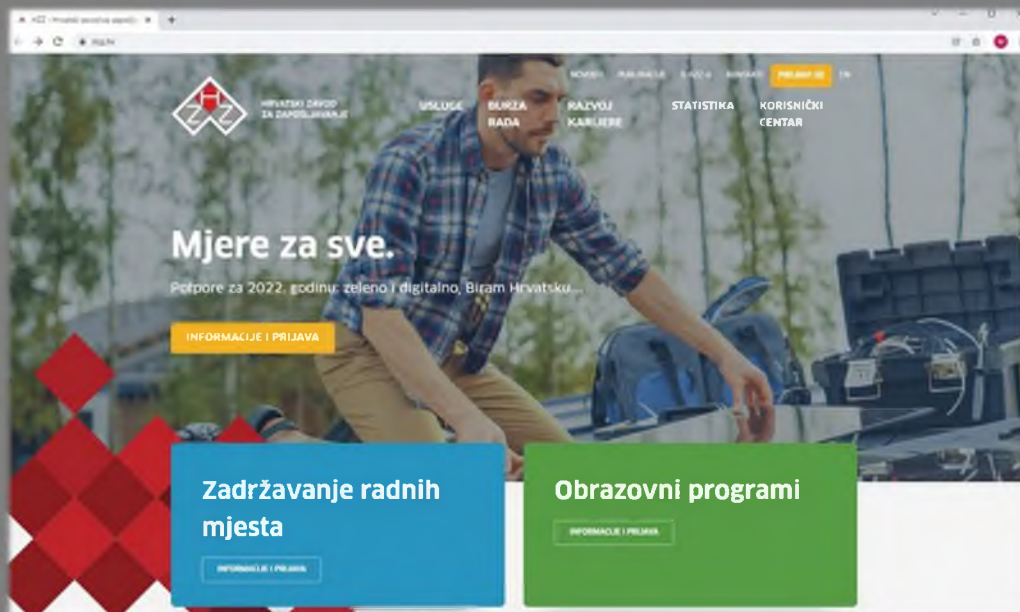 HZZ
HRVATSKI ZAVOD
ZA ZAPOŠLJAVANJE
NOVOSTI PUBLIKACIJE O HZZ-u KONTAKTI PRIJAVI SE EN
USLUGE BURZA RADA RAZVOJ KARIJERE STATISTIKA KORISNIČKI CENTAR
Mjere za sve.
Potpore za 2022. godinu: zeleno i digitalno, Biram Hrvatsku...
INFORMACIJE I PRIJAVA
Zadržavanje radnih
mjesta
INFORMACIJE I PRIJAVA
Obrazovni programi
INFORMACIJE I PRIJAVA